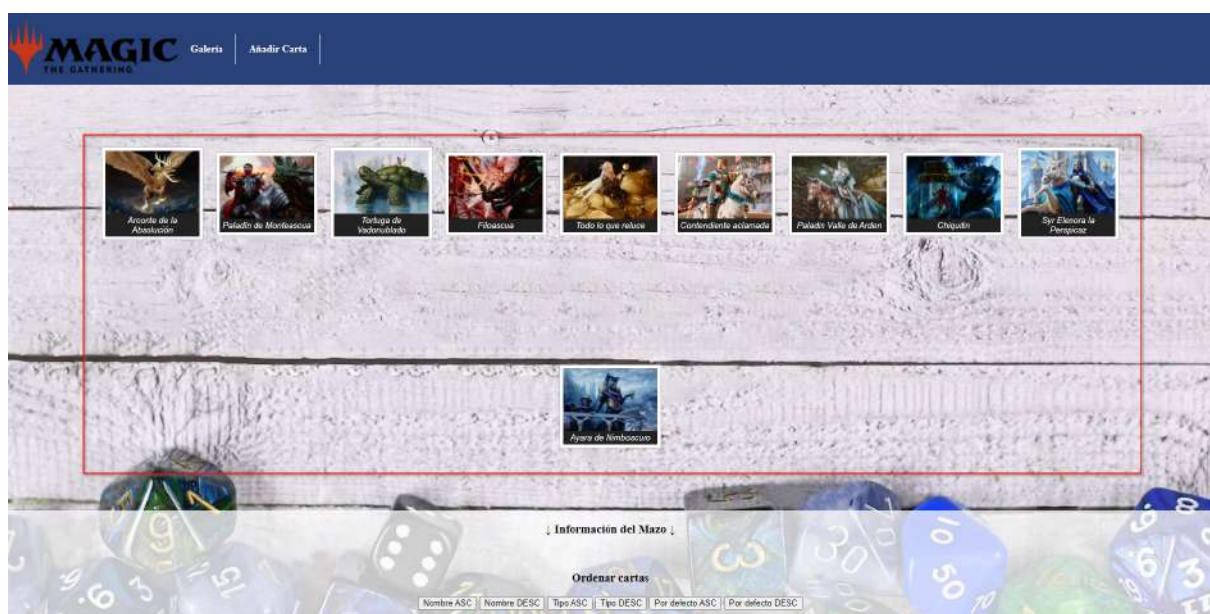 MAGIC
THE GATHERING
Galería
Añadir Carta
Arconte de la
Absolución
Paladín de Monteascua
Tortuga de
Vadonublado
Filoascua
Todo lo que reluce
Contendiente aclamada
Paladín Valle de Arden
Chiquitín
Syr Elenora la
Perspicaz
Ayara de Nimboscuro
↓ Información del Mazo ↓
Ordenar cartas
Nombre ASC Nombre DESC Tipo ASC Tipo DESC Por defecto ASC Por defecto DESC